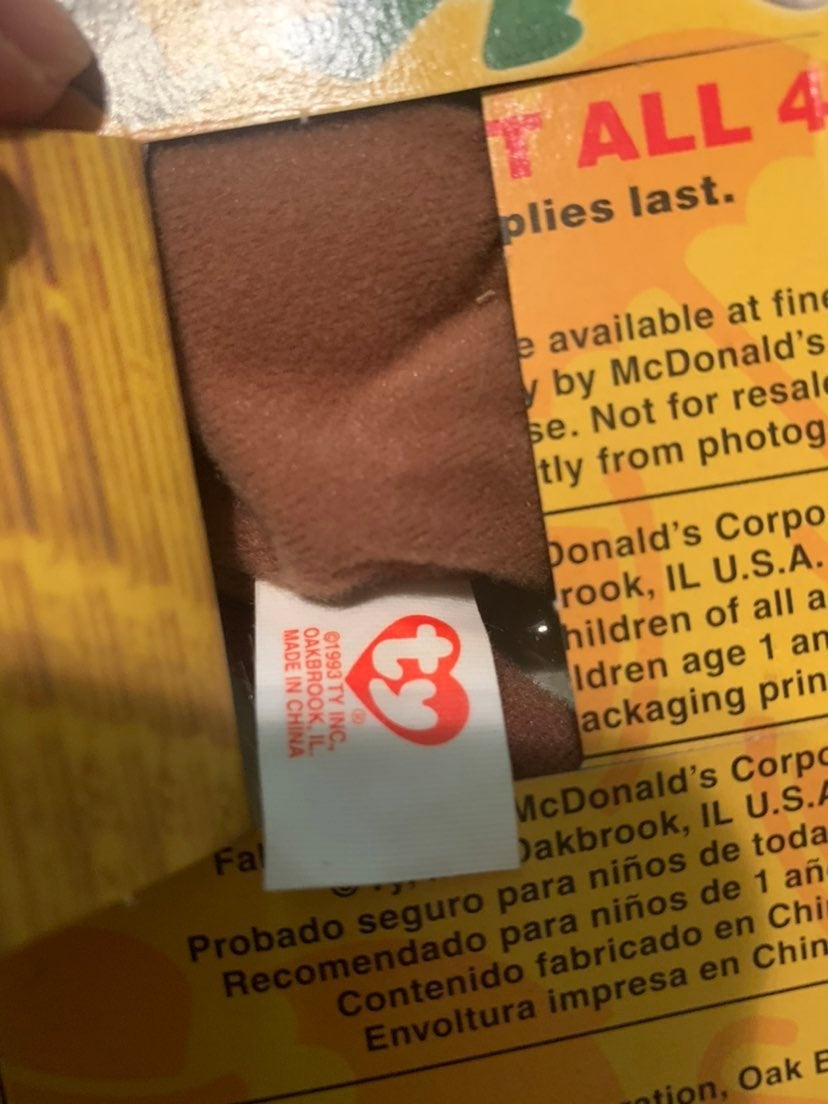 T ALL 4
plies last.
e available at fine
y by McDonald's
se. Not for resale
tly from photog
Donald's Corpo
rook, IL U.S.A.
hildren of all a
ldren age 1 an
ackaging prin
ty
®
©1993 TY INC.,
OAKBROOK, IL.
MADE IN CHINA
McDonald's Corpo
Fab
Oakbrook, IL U.S.A
© Ty,
Probado seguro para niños de toda
Recomendado para niños de 1 añ
Contenido fabricado en Chi
Envoltura impresa en Chin
ration, Oak B